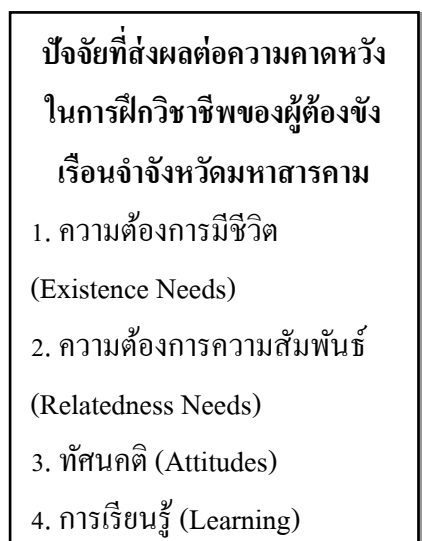 ปัจจัยที่ส่งผลต่อความคาดหวัง
ในการฝึกวิชาชีพของผู้ต้องขัง
เรือนจำจังหวัดมหาสารคาม
1. ความต้องการมีชีวิต
(Existence Needs)
2. ความต้องการความสัมพันธ์
(Relatedness Needs)
3. ทัศนคติ (Attitudes)
4. การเรียนรู้ (Learning)